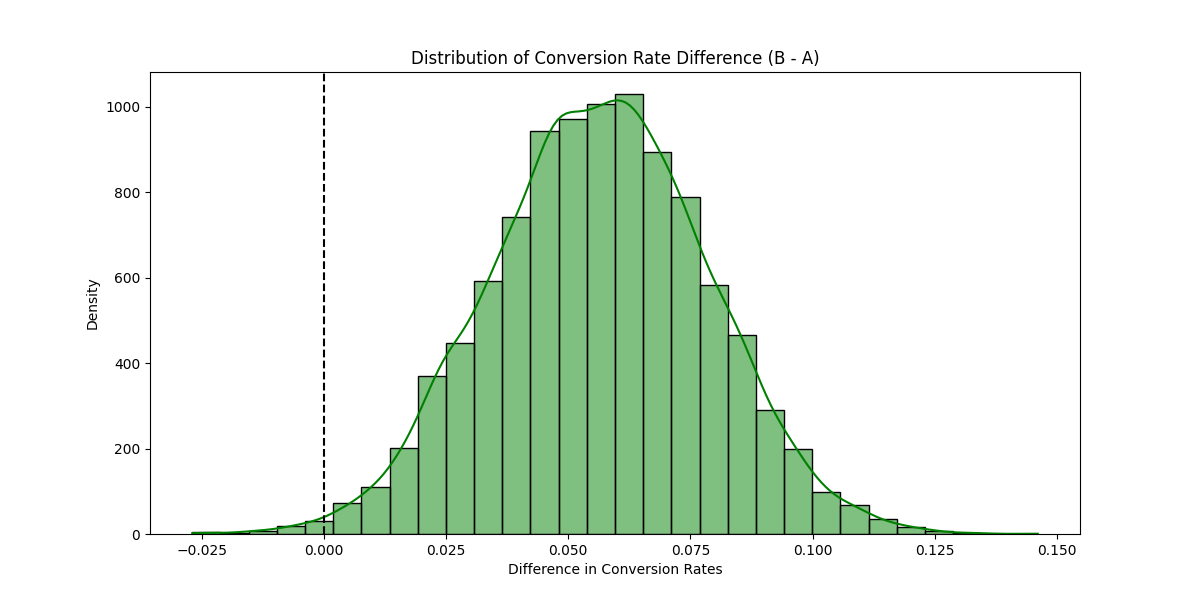 Distribution of Conversion Rate Difference (B - A)
1000
800
600
400
200
0
Density
−0.025 0.000 0.025 0.050 0.075 0.100 0.125 0.150
Difference in Conversion Rates